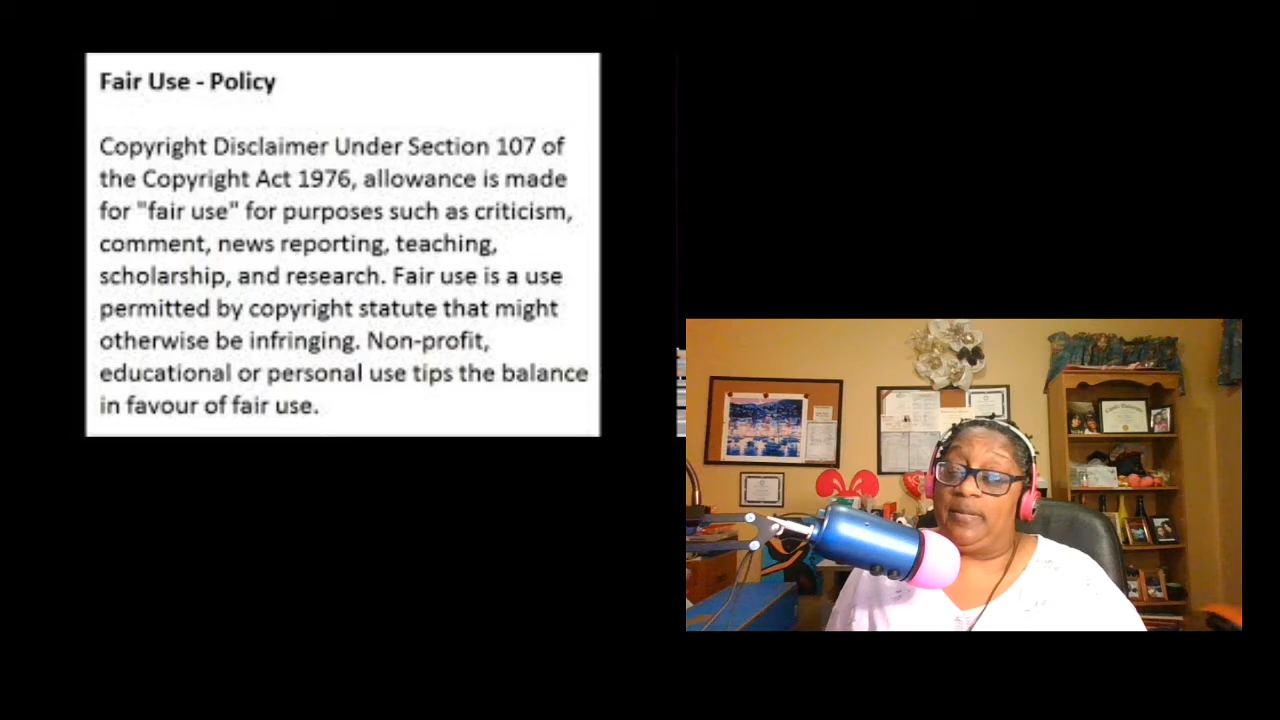 Fair Use - Policy
Copyright Disclaimer Under Section 107 of
the Copyright Act 1976, allowance is made
for "fair use" for purposes such as criticism,
comment, news reporting, teaching,
scholarship, and research. Fair use is a use
permitted by copyright statute that might
otherwise be infringing. Non-profit,
educational or personal use tips the balance
in favour of fair use.